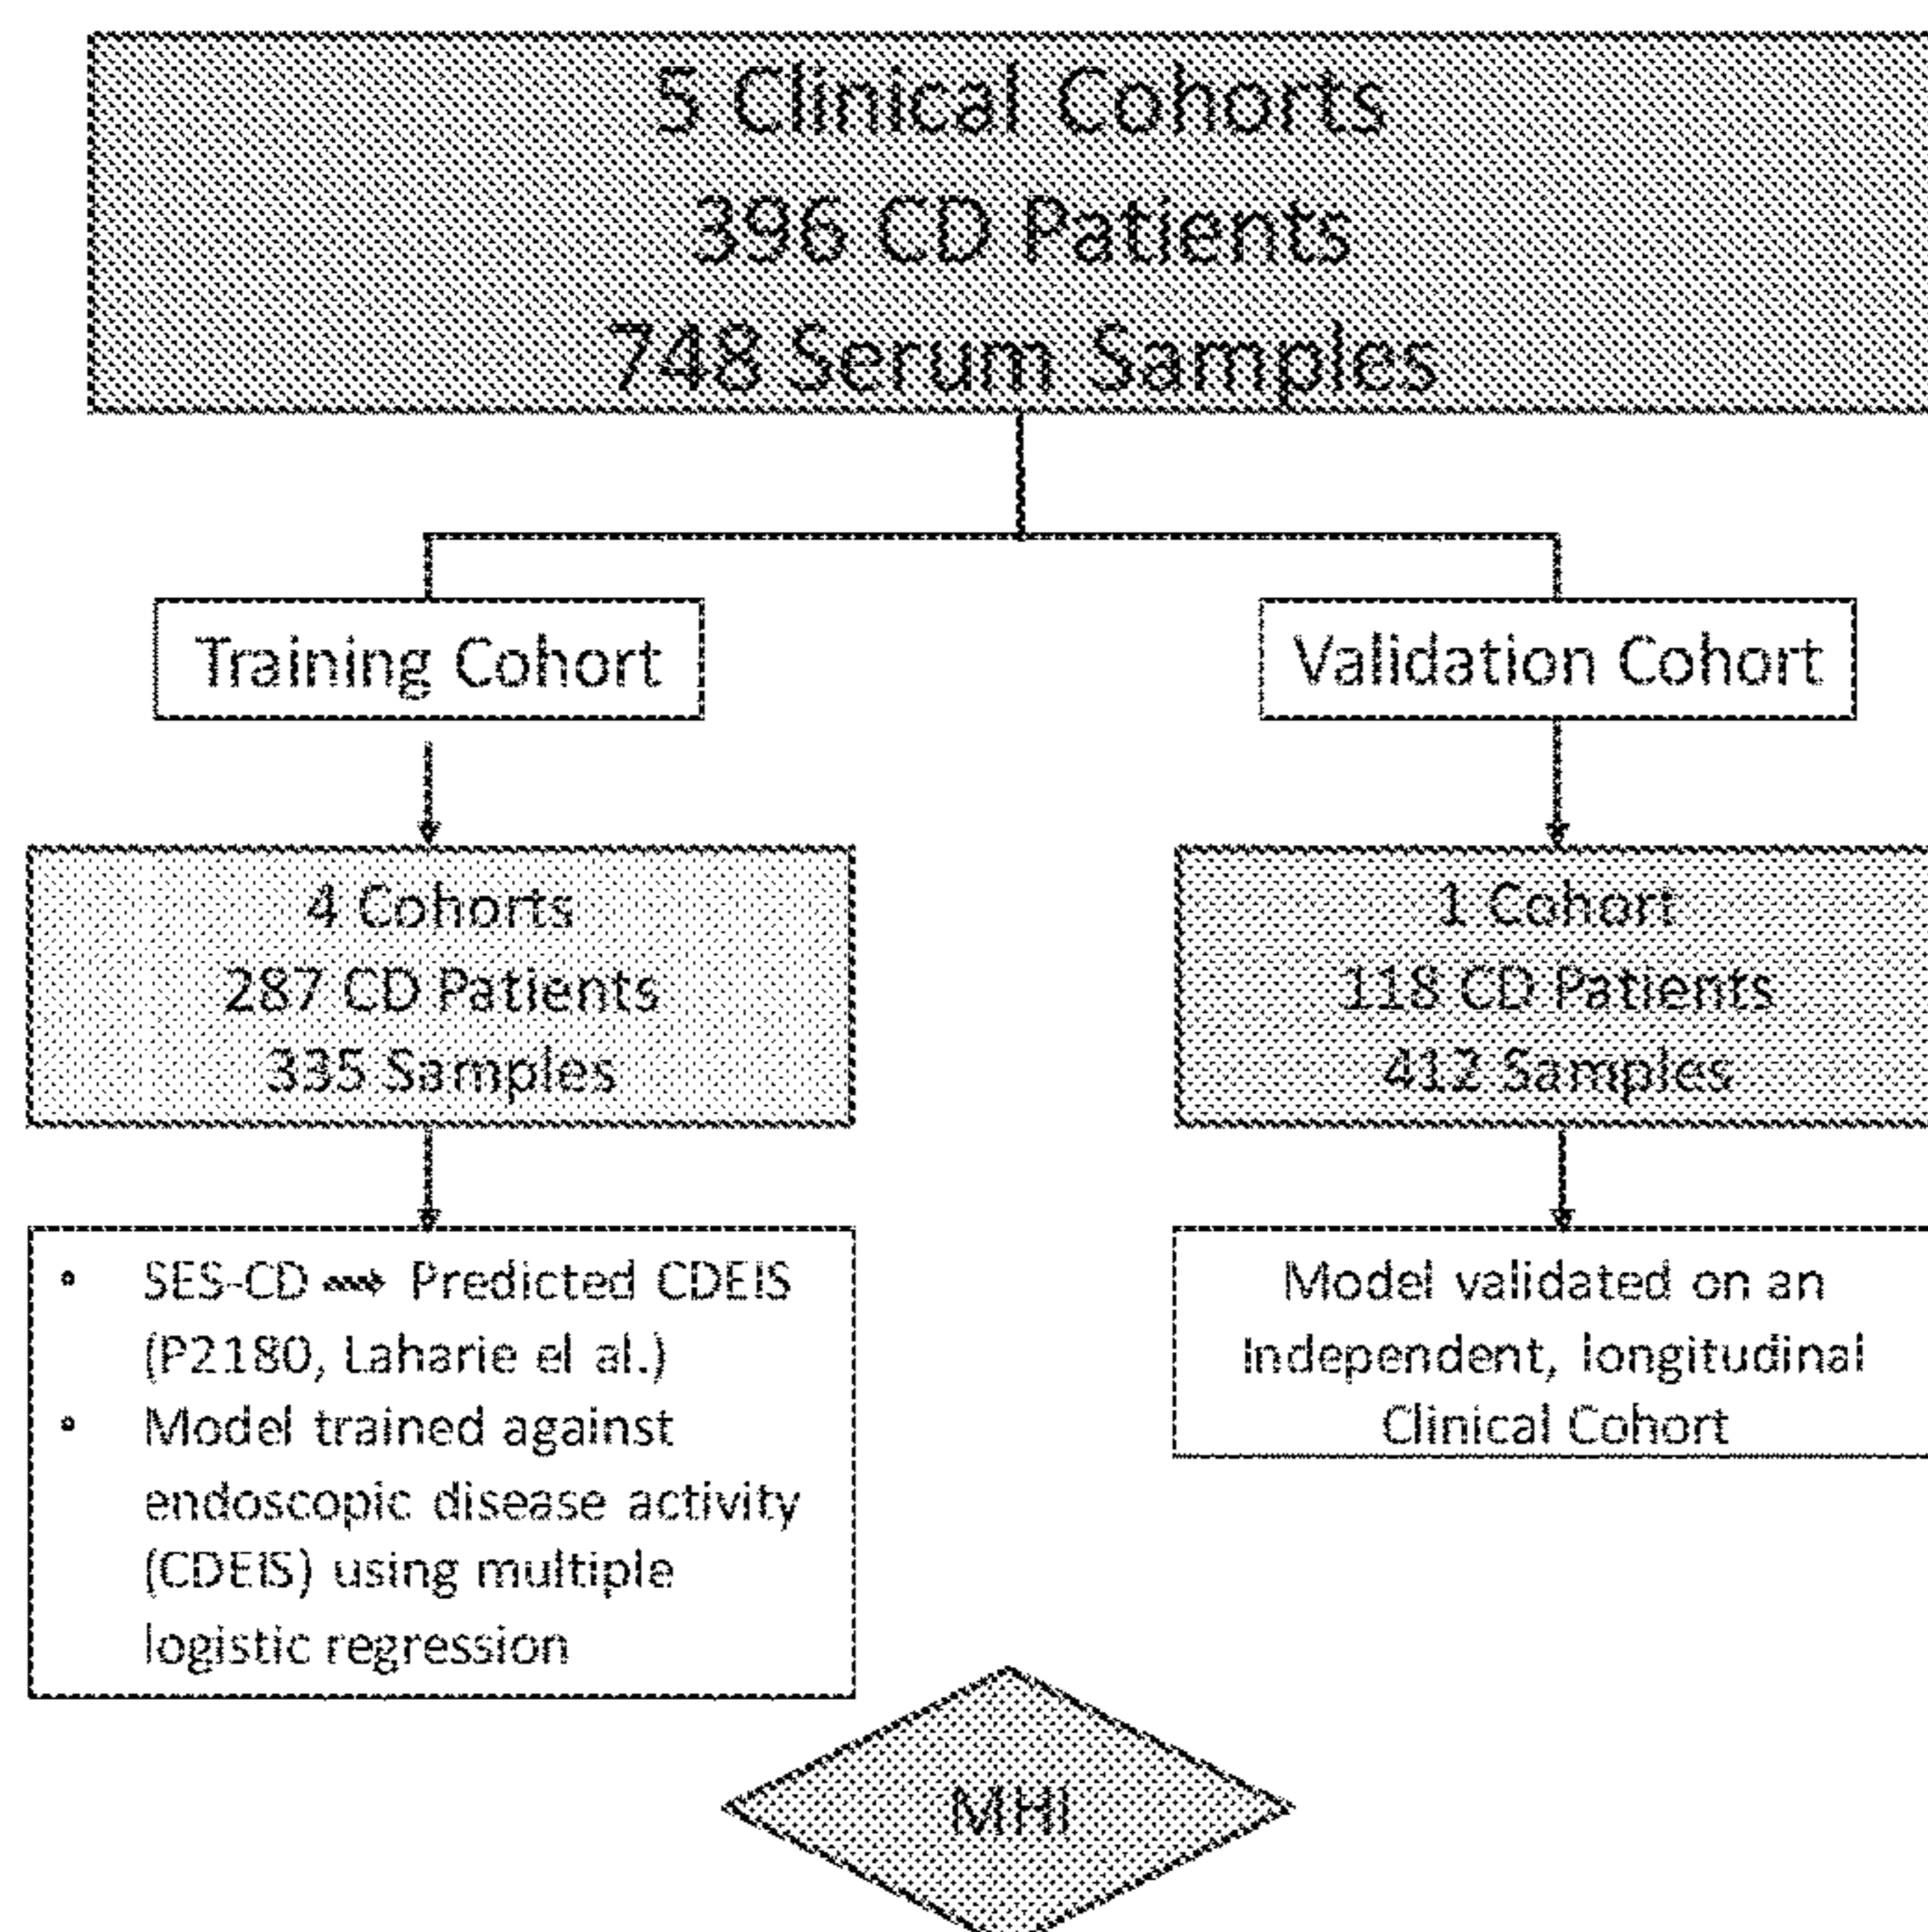 5 Clinical Cohorts
396 CD Patients
748 Serum Samples
Training Cohort
Validation Cohort
4 Cohorts
287 CD Patients
335 Samples
1 Cohort
118 CD Patients
412 Samples
• SES-CD ⟹ Predicted CDEIS
(P2180, Laharie el al.)
• Model trained against
endoscopic disease activity
(CDEIS) using multiple
logistic regression
Model validated on an
Independent, longitudinal
Clinical Cohort
MHI